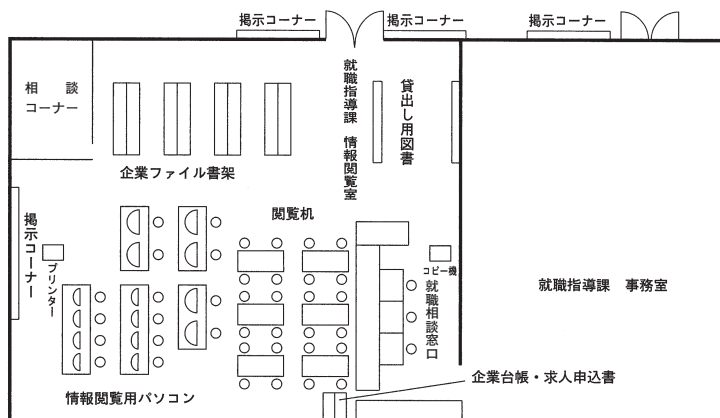 掲示コーナー
掲示コーナー
掲示コーナー
相　談
コーナー
就職指導課　情報閲覧室
貸出し用図書
企業ファイル書架
閲覧机
掲示コーナー
プリンター
コピー機
就職相談窓口
就職指導課　事務室
企業台帳・求人申込書
情報閲覧用パソコン